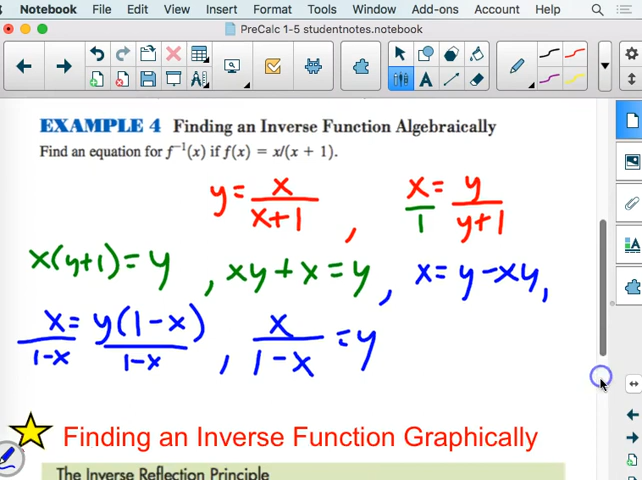 Notebook File Edit View Insert Format Tools Window Add-ons Account Help
PreCalc 1-5 studentnotes.notebook
EXAMPLE 4 Finding an Inverse Function Algebraically
Find an equation for f⁻¹(x) if f(x) = x/(x + 1).
y = x/(x+1) , x/1 = y/(y+1)
x(y+1) = y , xy + x = y , x = y - xy,
x/(1-x) = y(1-x)/(1-x) , x/(1-x) = y
Finding an Inverse Function Graphically
The Inverse Reflection Principle